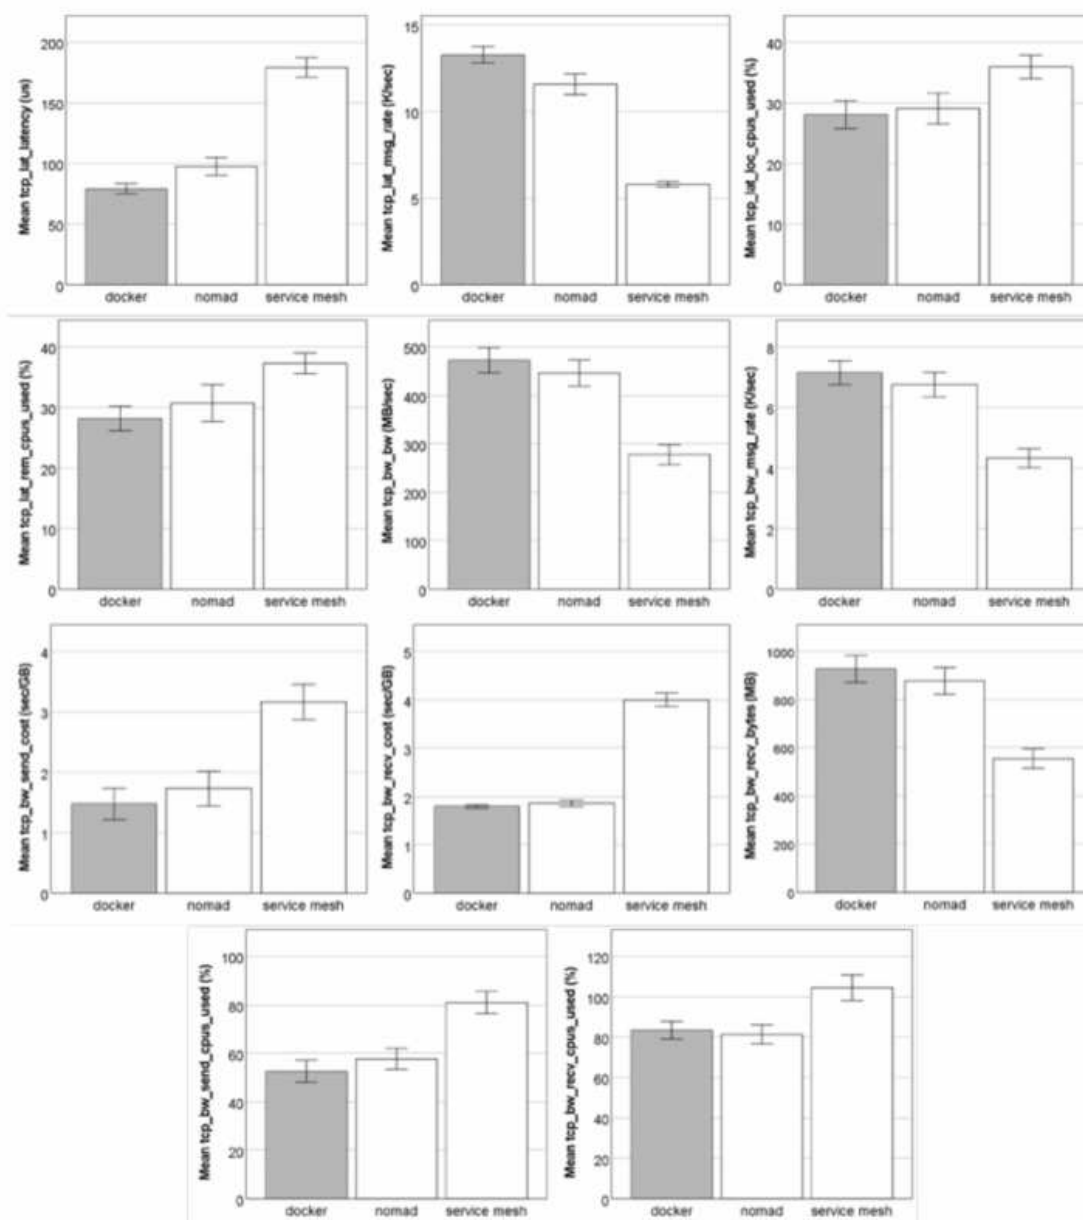 Mean tcp_lat_latency (us)
200
150
100
50
0
docker nomad service mesh
Mean tcp_lat_msg_rate (K/sec)
15
10
5
0
docker nomad service mesh
Mean tcp_lat_loc_cpus_used (%)
40
30
20
10
0
docker nomad service mesh
Mean tcp_lat_rem_cpus_used (%)
40
30
20
10
0
docker nomad service mesh
Mean tcp_bw_bw (MB/sec)
500
400
300
200
100
0
docker nomad service mesh
Mean tcp_bw_msg_rate (K/sec)
8
6
4
2
0
docker nomad service mesh
Mean tcp_bw_send_cost (sec/GB)
4
3
2
1
0
docker nomad service mesh
Mean tcp_bw_recv_cost (sec/GB)
5
4
3
2
1
0
docker nomad service mesh
Mean tcp_bw_recv_bytes (MB)
1000
800
600
400
200
0
docker nomad service mesh
Mean tcp_bw_send_cpus_used (%)
100
80
60
40
20
0
docker nomad service mesh
Mean tcp_bw_recv_cpus_used (%)
120
100
80
60
40
20
0
docker nomad service mesh